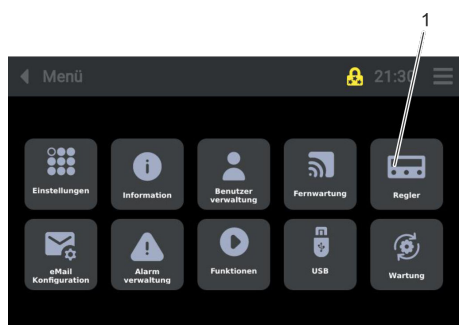 1
Menü
21:30
Einstellungen
Information
Benutzer
verwaltung
Fernwartung
Regler
eMail
Konfiguration
Alarm
verwaltung
Funktionen
USB
Wartung